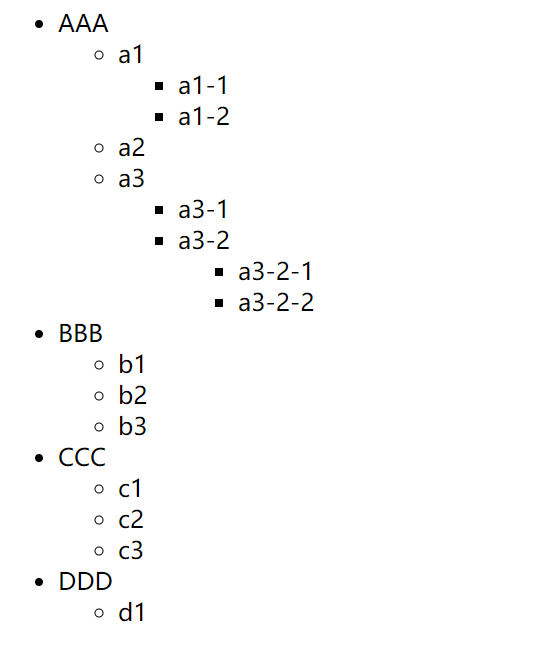 AAA
a1
a1-1
a1-2
a2
a3
a3-1
a3-2
a3-2-1
a3-2-2
BBB
b1
b2
b3
CCC
c1
c2
c3
DDD
d1